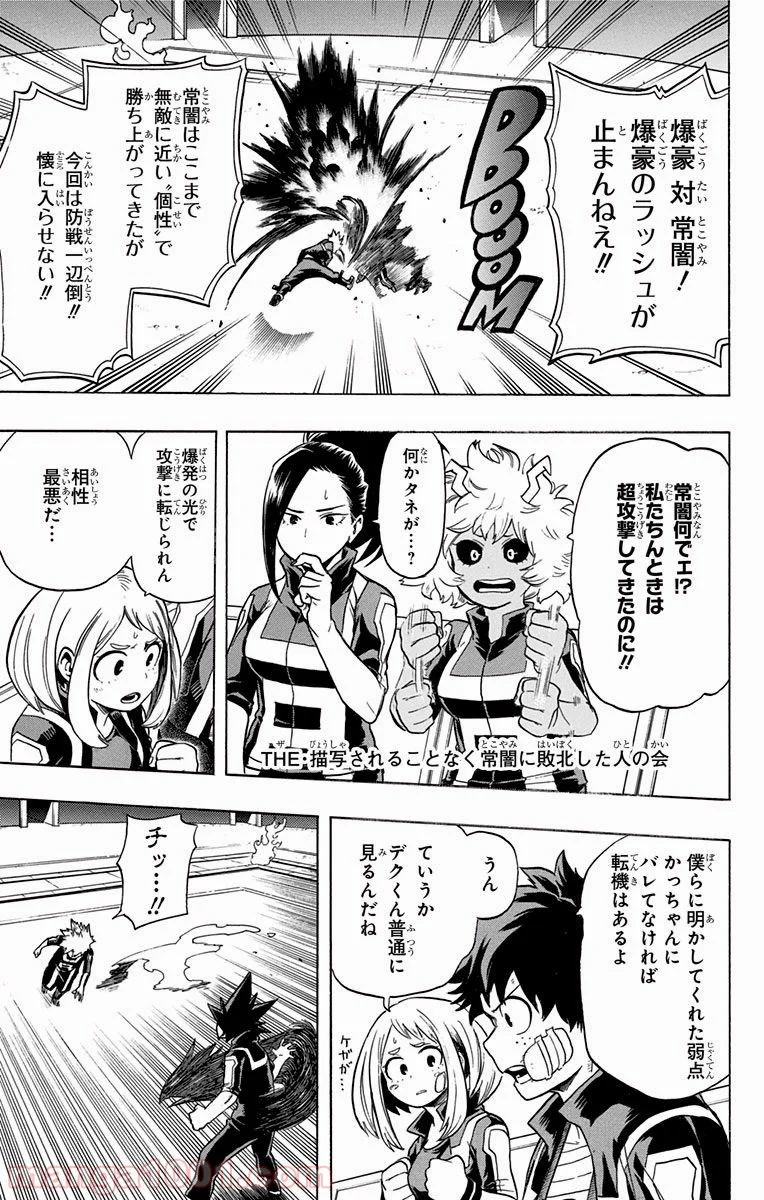 爆豪 対 常闇！
爆豪のラッシュが
止まんねえ!!
DBOOOM
常闇はここまで
無敵に近い〝個性〟で
勝ち上がってきたが
今回は防戦一辺倒!!
懐に入らせない!!
常闇何でェ!?
私たちんときは
超攻撃してきたのに!!
何かタネが…？
THE・描写されることなく常闇に敗北した人の会
爆発の光で
攻撃に転じられん
相性
最悪だ…
僕らに明かしてくれた弱点
かっちゃんに
バレてなければ
転機はあるよ
うん
ていうか
デクくん普通に
見るんだね
ケガが…
チッ…!!